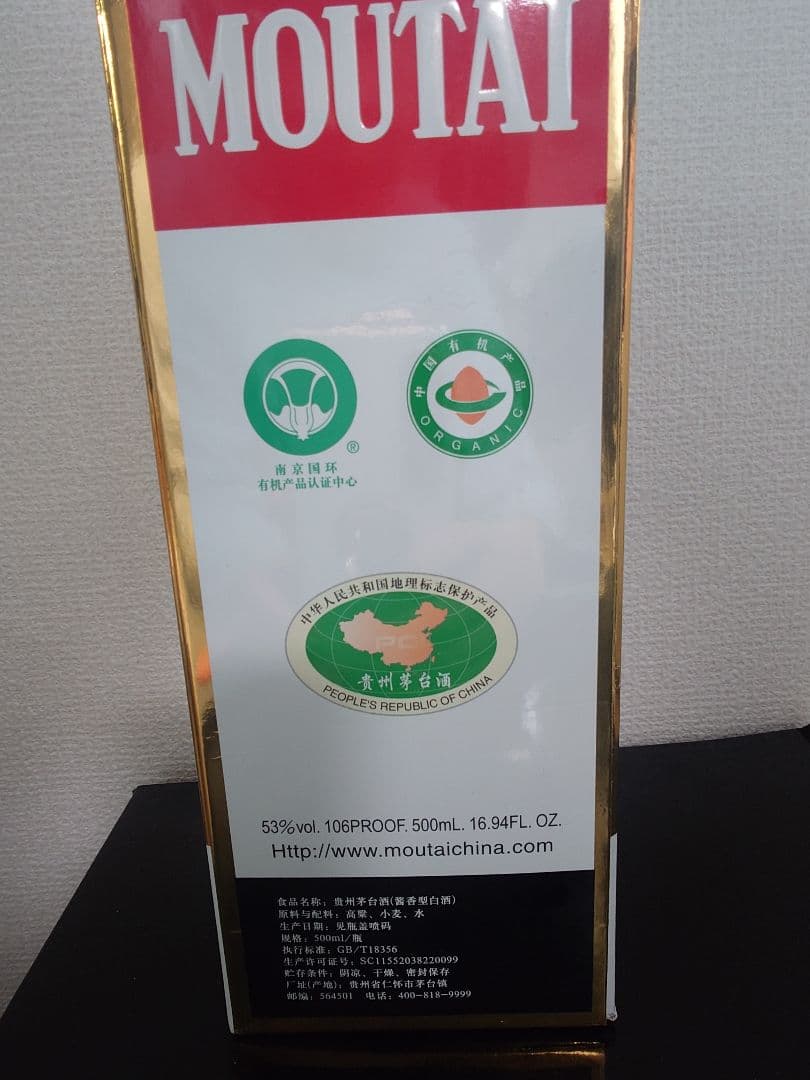 MOUTAI
中国有机产品
ORGANIC
®
南京国环
有机产品认证中心
中华人民共和国地理标志保护产品
PG
贵州茅台酒
PEOPLE'S REPUBLIC OF CHINA
53%vol. 106PROOF. 500mL. 16.94FL. OZ.
Http://www.moutaichina.com
食品名称：贵州茅台酒(酱香型白酒)
原料与配料：高粱、小麦、水
生产日期：见瓶盖喷码
规格：500ml/瓶
执行标准：GB/T18356
生产许可证号：SC11552038220099
贮存条件：阴凉、干燥、密封保存
厂址(产地)：贵州省仁怀市茅台镇
邮编：564501 电话：400-818-9999